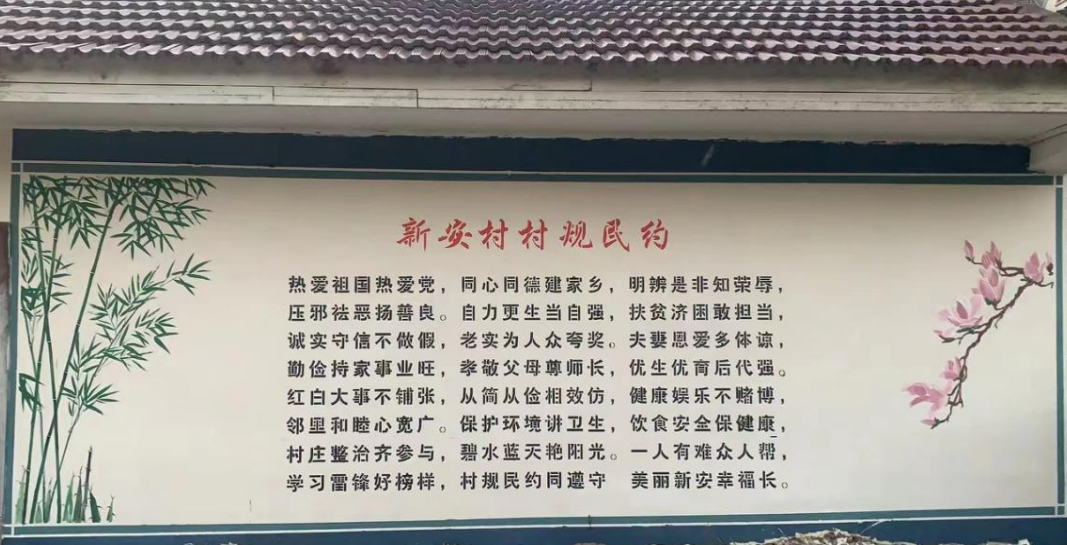 新安村村规民约
热爱祖国热爱党，同心同德建家乡，明辨是非知荣辱，
压邪祛恶扬善良。自力更生当自强，扶贫济困敢担当，
诚实守信不做假，老实为人众夸奖。夫妻恩爱多体谅，
勤俭持家事业旺，孝敬父母尊师长，优生优育后代强。
红白大事不铺张，从简从俭相效仿，健康娱乐不赌博，
邻里和睦心宽广。保护环境讲卫生，饮食安全保健康，
村庄整治齐参与，碧水蓝天艳阳光。一人有难众人帮，
学习雷锋好榜样，村规民约同遵守 美丽新安幸福长。